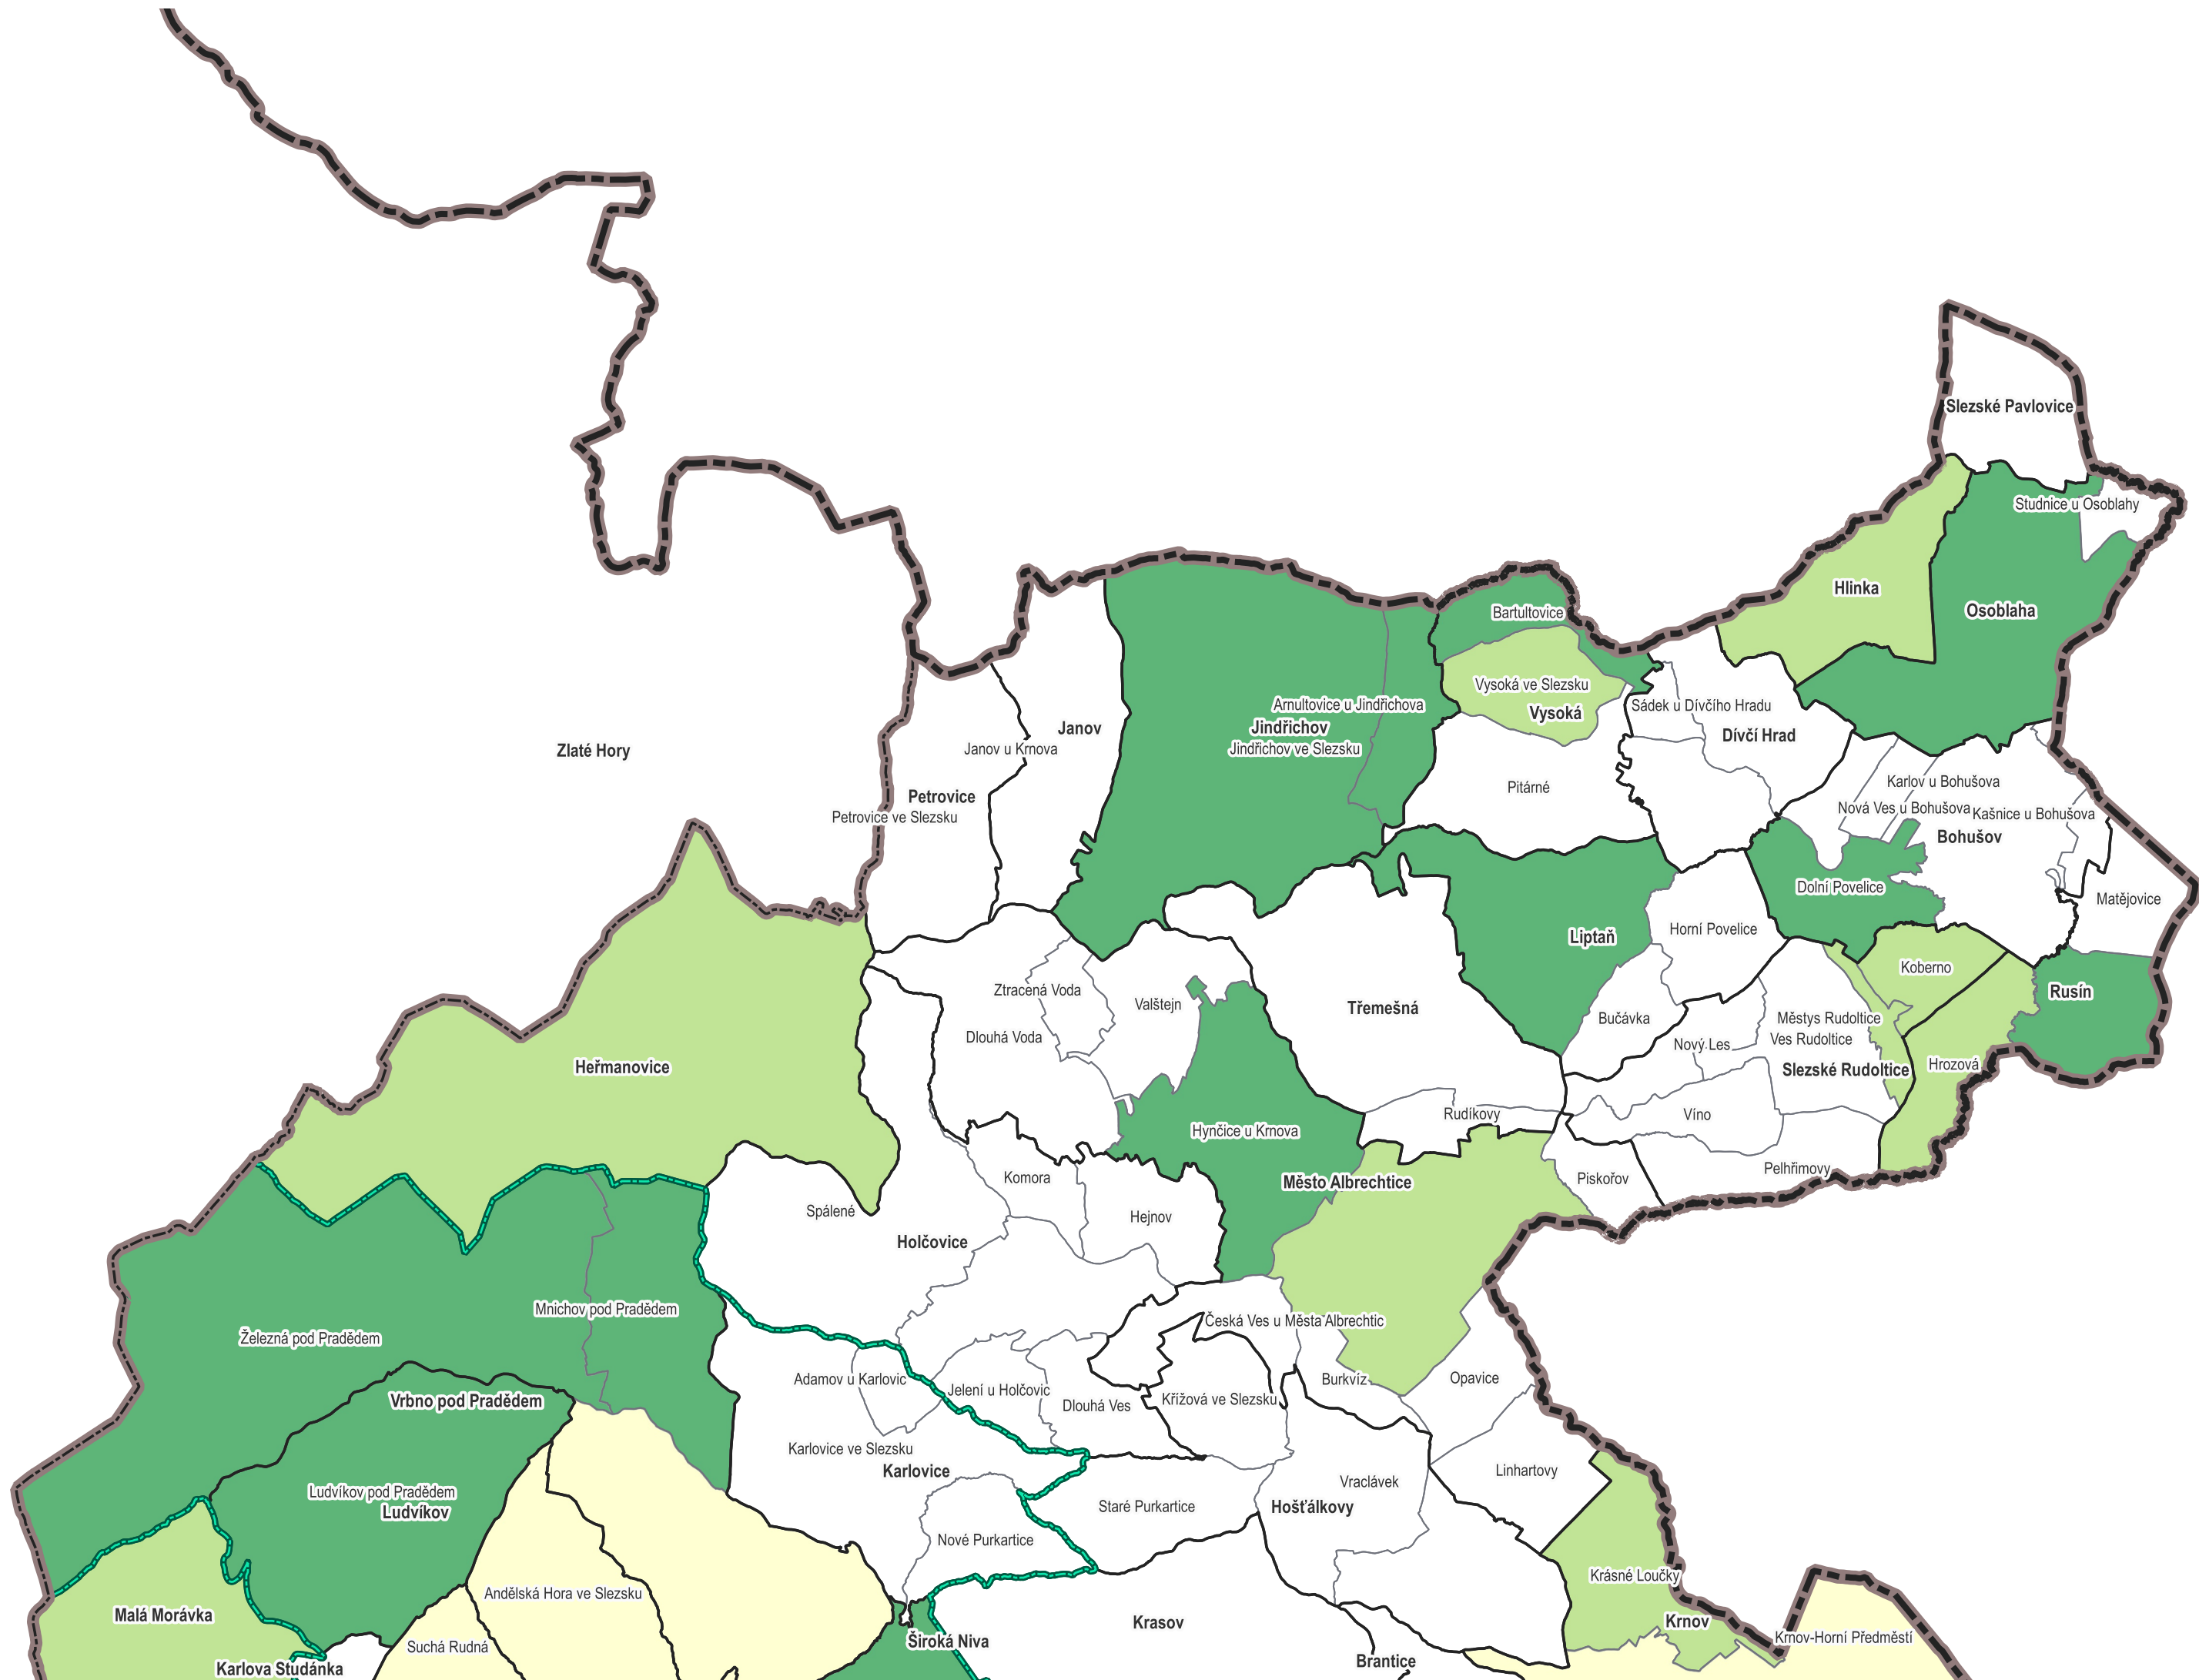 Slezské Pavlovice
Studnice u Osoblahy
Hlinka
Osoblaha
Bartultovice
Vysoká ve Slezsku
Vysoká
Arnultovice u Jindřichova
Jindřichov
Jindřichov ve Slezsku
Sádek u Dívčího Hradu
Dívčí Hrad
Janov
Janov u Krnova
Zlaté Hory
Petrovice
Petrovice ve Slezsku
Pitárné
Karlov u Bohušova
Nová Ves u Bohušova
Kašnice u Bohušova
Bohušov
Dolní Povelice
Matějovice
Horní Povelice
Liptaň
Koberno
Rusín
Ztracená Voda
Valštejn
Třemešná
Dlouhá Voda
Bučávka
Městys Rudoltice
Ves Rudoltice
Nový Les
Slezské Rudoltice
Hrozová
Heřmanovice
Rudíkovy
Víno
Hynčice u Krnova
Pelhřimovy
Piskořov
Komora
Město Albrechtice
Spálené
Hejnov
Holčovice
Mnichov pod Pradědem
Železná pod Pradědem
Česká Ves u Města Albrechtic
Adamov u Karlovic
Jelení u Holčovic
Burkvíz
Opavice
Vrbno pod Pradědem
Dlouhá Ves
Křížová ve Slezsku
Karlovice ve Slezsku
Karlovice
Linhartovy
Vraclávek
Ludvíkov pod Pradědem
Ludvíkov
Staré Purkartice
Hošťálkovy
Nové Purkartice
Krásné Loučky
Andělská Hora ve Slezsku
Malá Morávka
Krasov
Krnov
Široká Niva
Suchá Rudná
Krnov-Horní Předměstí
Karlova Studánka
Brantice